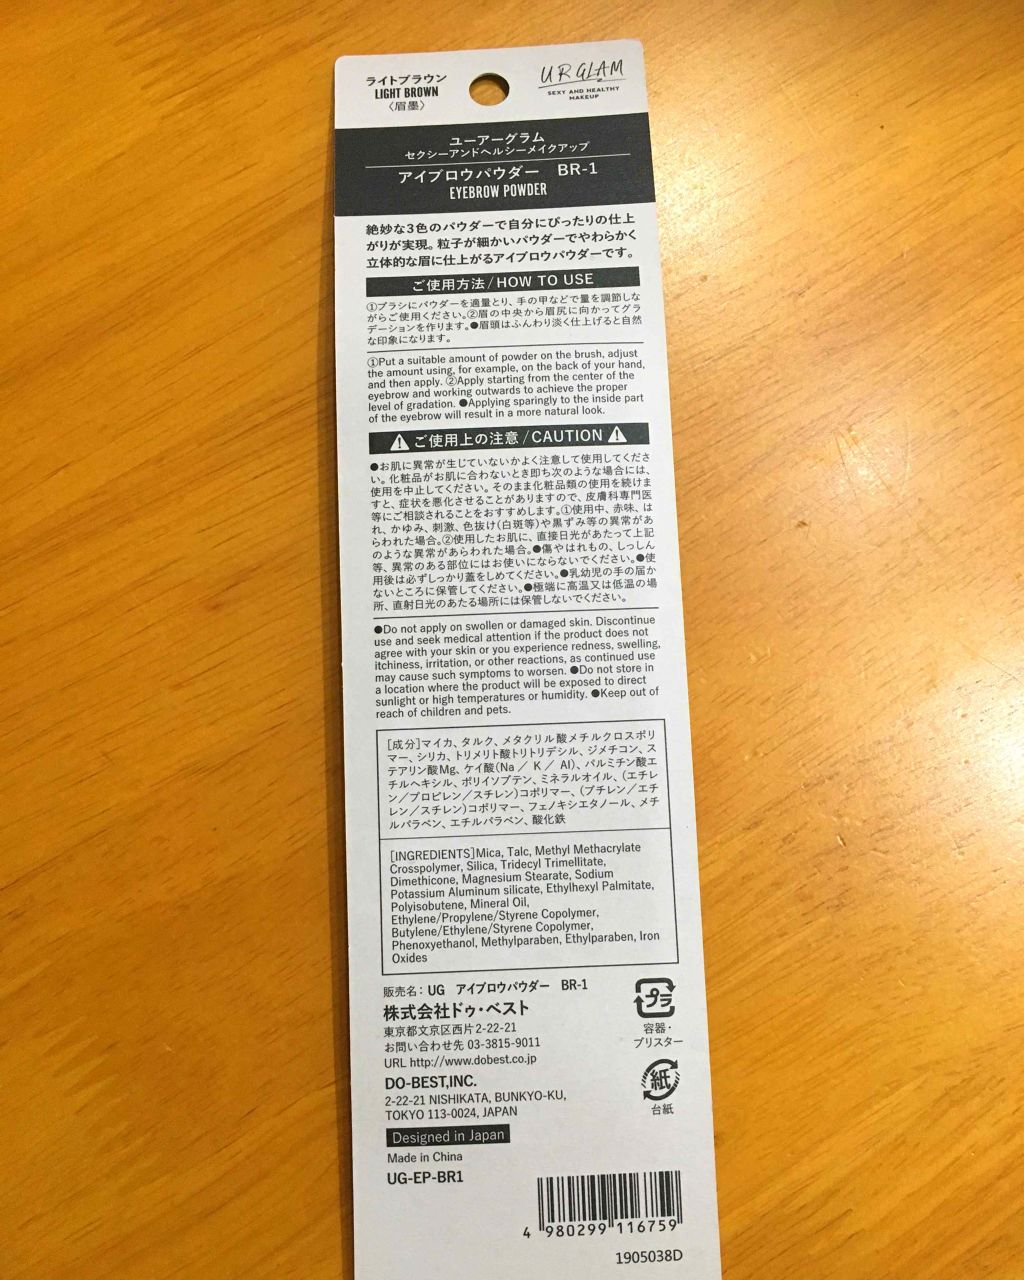 ライトブラウン
LIGHT BROWN
〈眉墨〉
UR GLAM
SEXY AND HEALTHY
MAKEUP
ユーアーグラム
セクシーアンドヘルシーメイクアップ
アイブロウパウダー BR-1
EYEBROW POWDER
絶妙な3色のパウダーで自分にぴったりの仕上
がりが実現。粒子が細かいパウダーでやわらかく
立体的な眉に仕上がるアイブロウパウダーです。
ご使用方法/HOW TO USE
①ブラシにパウダーを適量とり、手の甲などで量を調節しな
がらご使用ください。②眉の中央から眉尻に向かってグラ
デーションを作ります。●眉頭はふんわり淡く仕上げると自然
な印象になります。
①Put a suitable amount of powder on the brush, adjust
the amount using, for example, on the back of your hand,
and then apply. ②Apply starting from the center of the
eyebrow and working outwards to achieve the proper
level of gradation. ●Applying sparingly to the inside part
of the eyebrow will result in a more natural look.
ご使用上の注意/CAUTION
●お肌に異常が生じていないかよく注意して使用してくださ
い。化粧品がお肌に合わないとき即ち次のような場合には、
使用を中止してください。そのまま化粧品類の使用を続けま
すと、症状を悪化させることがありますので、皮膚科専門医
等にご相談されることをおすすめします。①使用中、赤味、は
れ、かゆみ、刺激、色抜け(白斑等)や黒ずみ等の異常があ
らわれた場合。②使用したお肌に、直接日光があたって上記
のような異常があらわれた場合。●傷やはれもの、しっしん
等、異常のある部位にはお使いにならないでください。●使
用後は必ずしっかり蓋をしめてください。●乳幼児の手の届か
ないところに保管してください。●極端に高温又は低温の場
所、直射日光のあたる場所には保管しないでください。
●Do not apply on swollen or damaged skin. Discontinue
use and seek medical attention if the product does not
agree with your skin or you experience redness, swelling,
itchiness, irritation, or other reactions, as continued use
may cause such symptoms to worsen. ●Do not store in
a location where the product will be exposed to direct
sunlight or high temperatures or humidity. ●Keep out of
reach of children and pets.
[成分]マイカ、タルク、メタクリル酸メチルクロスポリ
マー、シリカ、トリメリト酸トリトリデシル、ジメチコン、ス
テアリン酸Mg、ケイ酸(Na/K/Al)、パルミチン酸エ
チルヘキシル、ポリイソブテン、ミネラルオイル、(エチレ
ン/プロピレン/スチレン)コポリマー、(ブチレン/エチ
レン/スチレン)コポリマー、フェノキシエタノール、メチ
ルパラベン、エチルパラベン、酸化鉄
[INGREDIENTS]Mica, Talc, Methyl Methacrylate
Crosspolymer, Silica, Tridecyl Trimellitate,
Dimethicone, Magnesium Stearate, Sodium
Potassium Aluminum silicate, Ethylhexyl Palmitate,
Polyisobutene, Mineral Oil,
Ethylene/Propylene/Styrene Copolymer,
Butylene/Ethylene/Styrene Copolymer,
Phenoxyethanol, Methylparaben, Ethylparaben, Iron
Oxides
販売名:UG アイブロウパウダー BR-1
株式会社ドゥ・ベスト
東京都文京区西片2-22-21
お問い合わせ先 03-3815-9011
URL http://www.dobest.co.jp
DO-BEST,INC.
2-22-21 NISHIKATA, BUNKYO-KU,
TOKYO 113-0024, JAPAN
プラ
容器・
ブリスター
紙
台紙
Designed in Japan
Made in China
UG-EP-BR1
4 980299 116759
1905038D